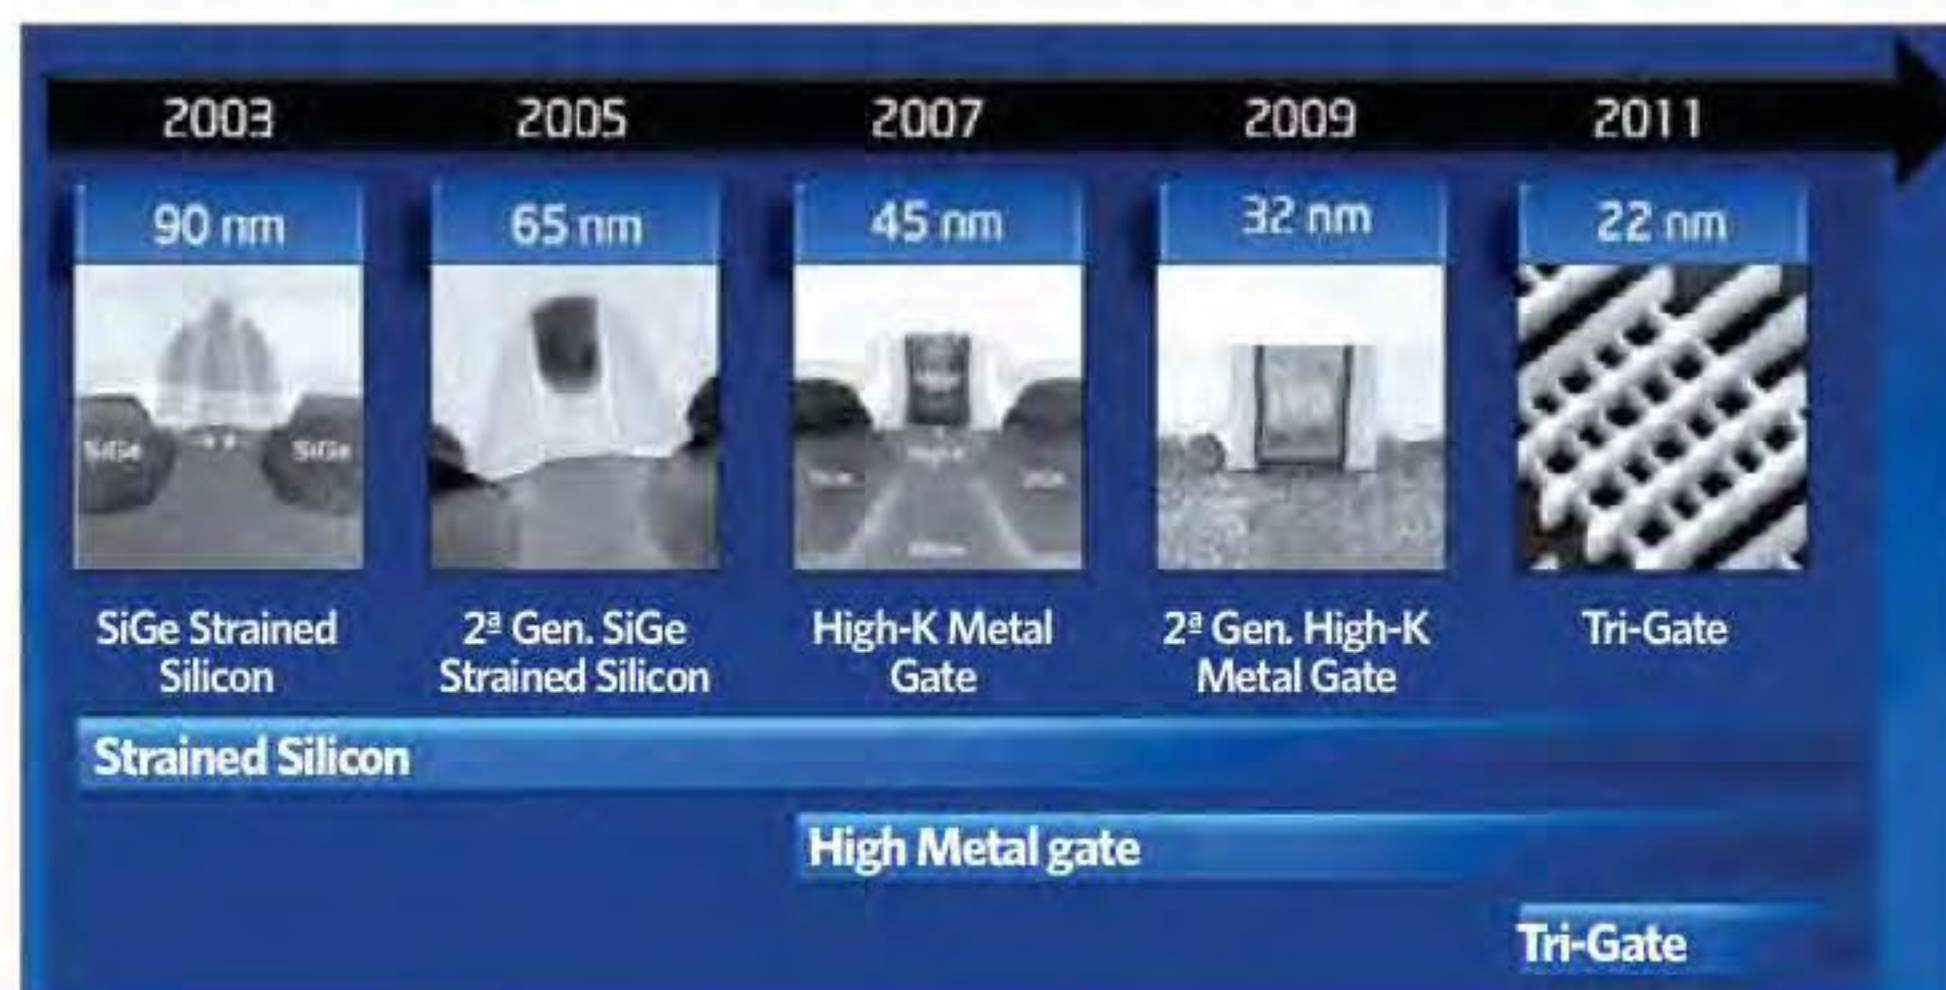 2003 2005 2007 2009 2011
90 nm 65 nm 45 nm 32 nm 22 nm
SiGe SiGe
SiGe Strained
Silicon
2ª Gen. SiGe
Strained Silicon
High-K Metal
Gate
2ª Gen. High-K
Metal Gate
Tri-Gate
Strained Silicon
High Metal gate
Tri-Gate